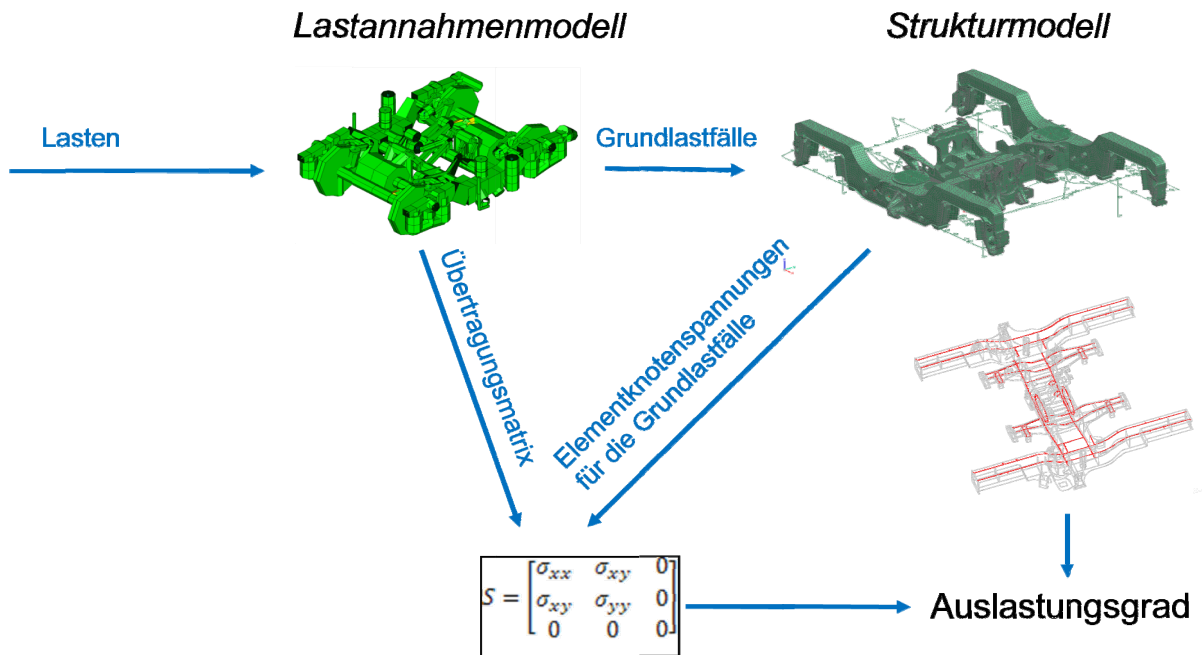 Lastannahmenmodell
Strukturmodell
Lasten
Grundlastfälle
Übertragungsmatrix
Elementknotenspannungen
für die Grundlastfälle
S = [σxx σxy 0
σxy σyy 0
0 0 0]
Auslastungsgrad